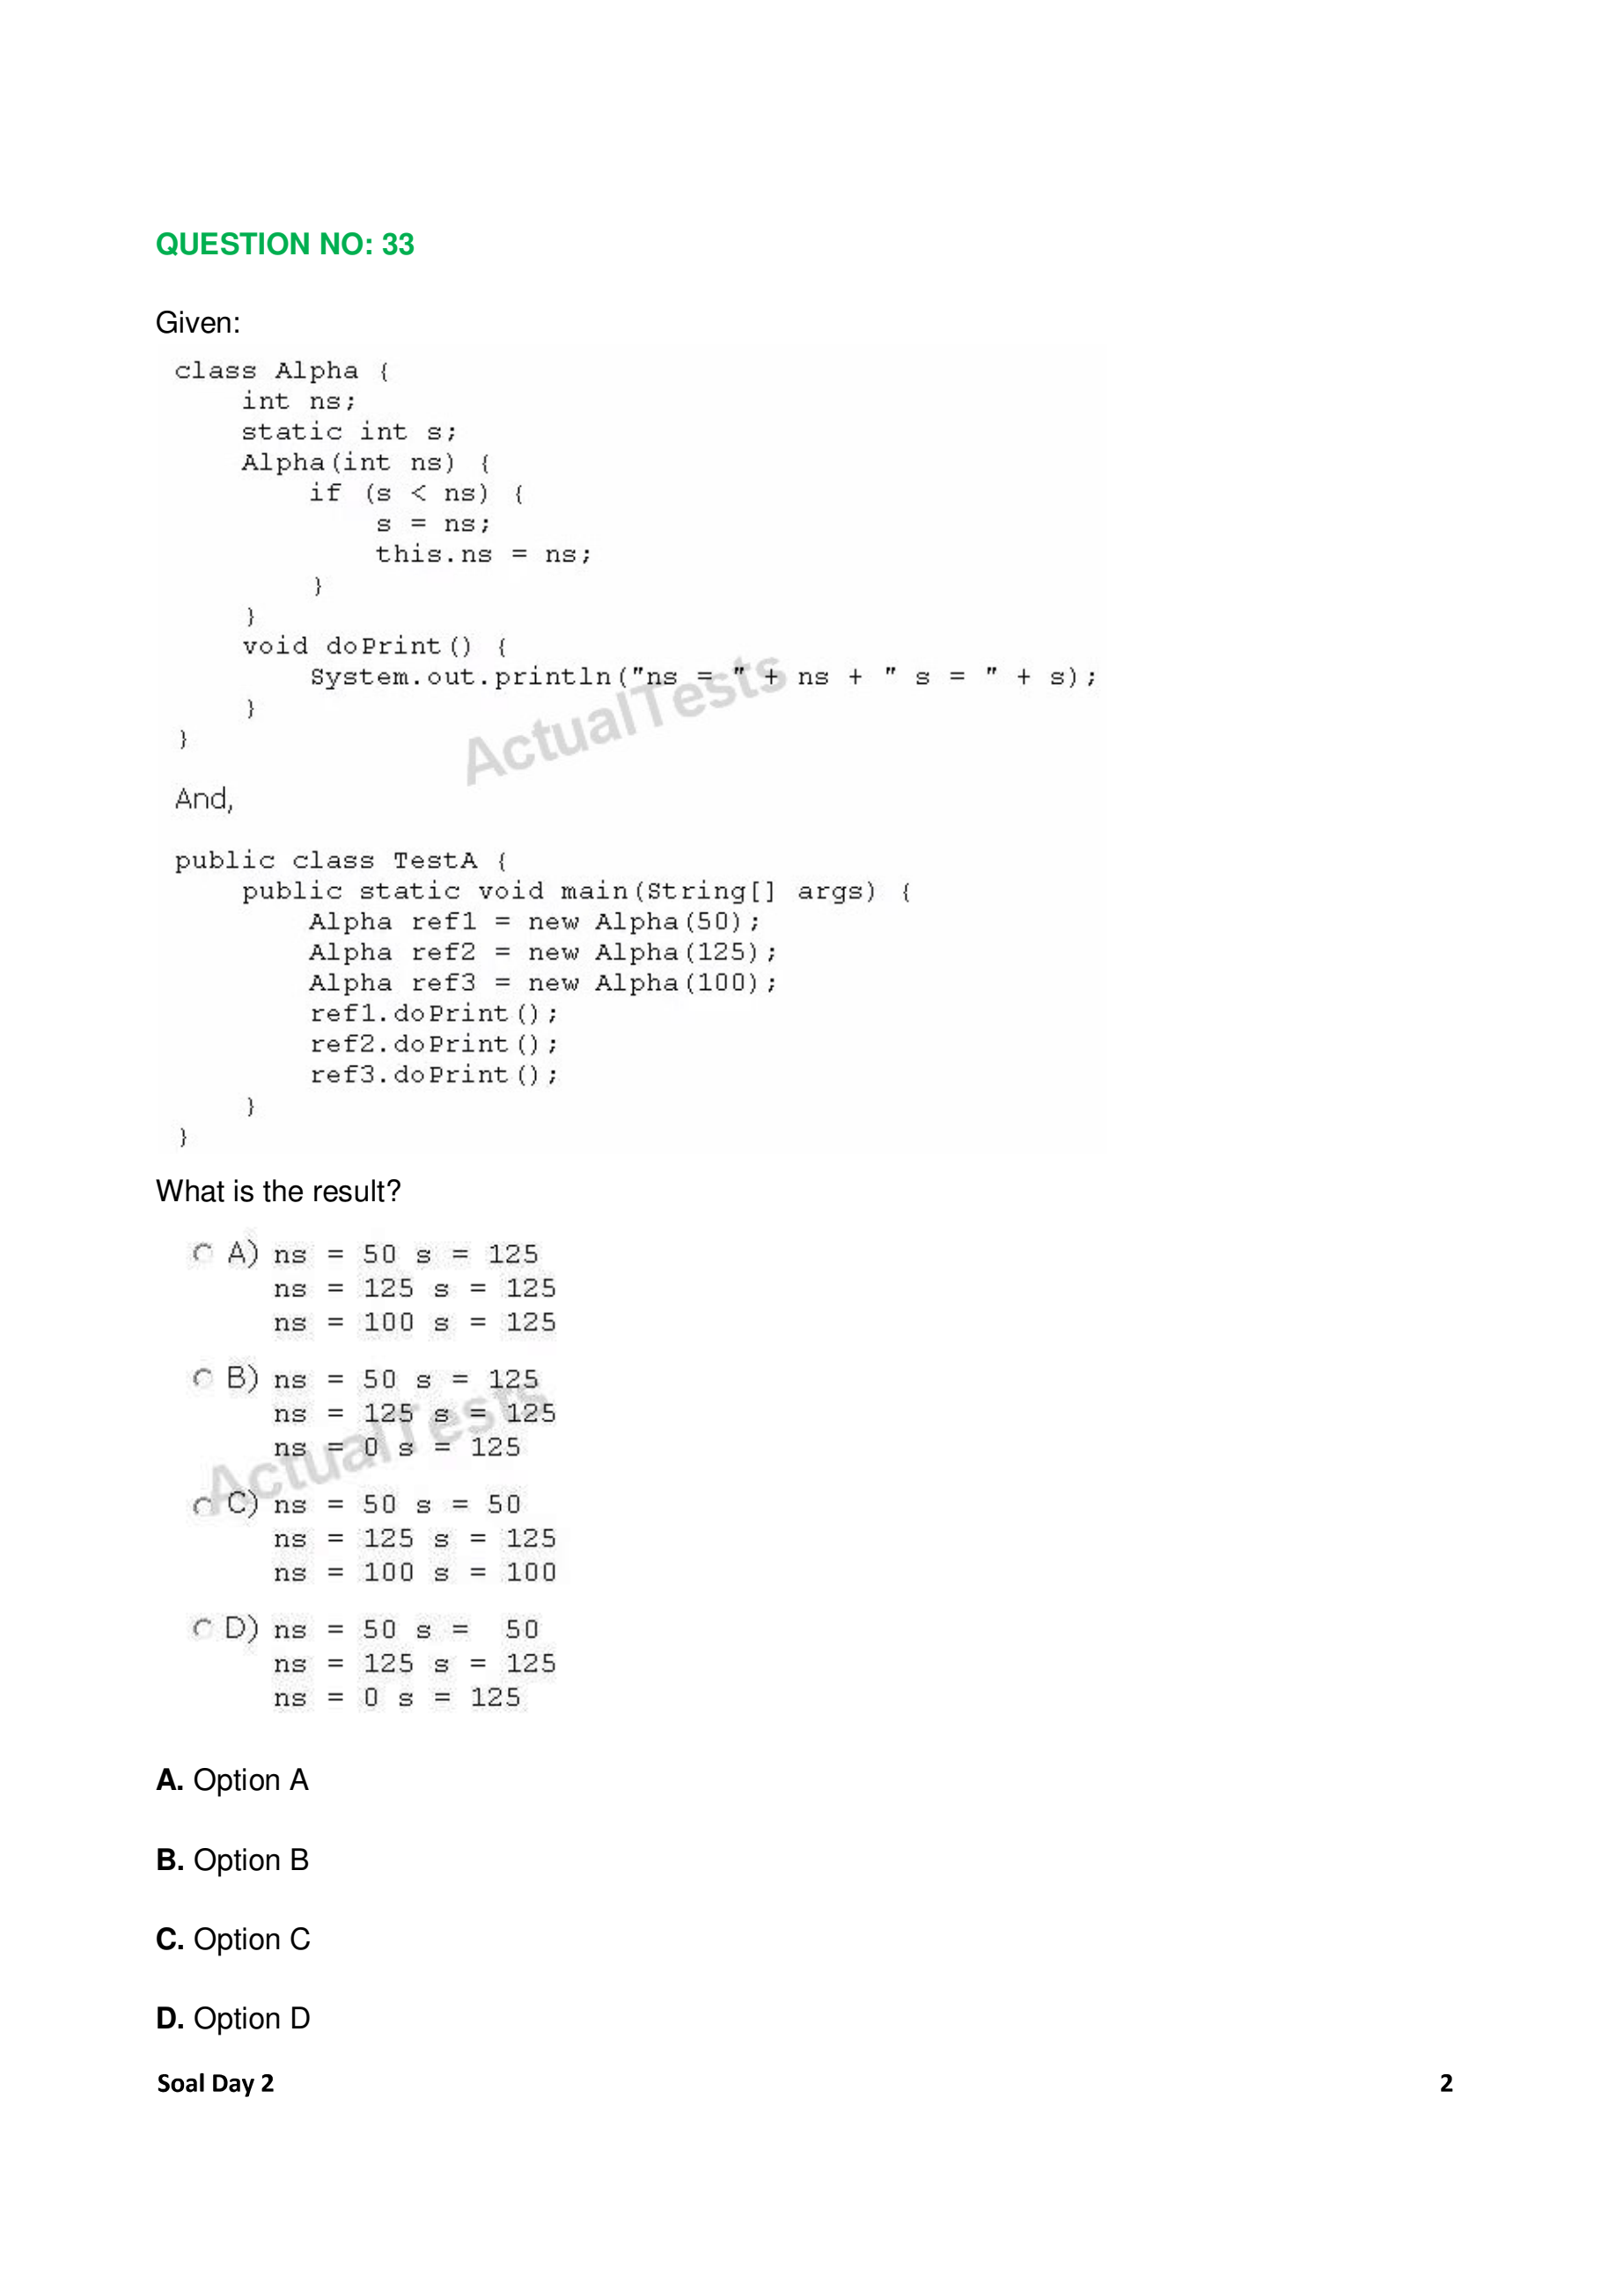 QUESTION NO: 33
Given:
class Alpha {
    int ns;
    static int s;
    Alpha(int ns) {
        if (s < ns) {
            s = ns;
            this.ns = ns;
        }
    }
    void doPrint() {
        System.out.println("ns = " + ns + " s = " + s);
    }
}
ActualTests
And,
public class TestA {
    public static void main(String[] args) {
        Alpha ref1 = new Alpha(50);
        Alpha ref2 = new Alpha(125);
        Alpha ref3 = new Alpha(100);
        ref1.doPrint();
        ref2.doPrint();
        ref3.doPrint();
    }
}
What is the result?
A) ns = 50 s = 125
ns = 125 s = 125
ns = 100 s = 125
B) ns = 50 s = 125
ns = 125 s = 125
ns = 0 s = 125
ActualTests
C) ns = 50 s = 50
ns = 125 s = 125
ns = 100 s = 100
D) ns = 50 s =  50
ns = 125 s = 125
ns = 0 s = 125
A. Option A
B. Option B
C. Option C
D. Option D
Soal Day 2 2